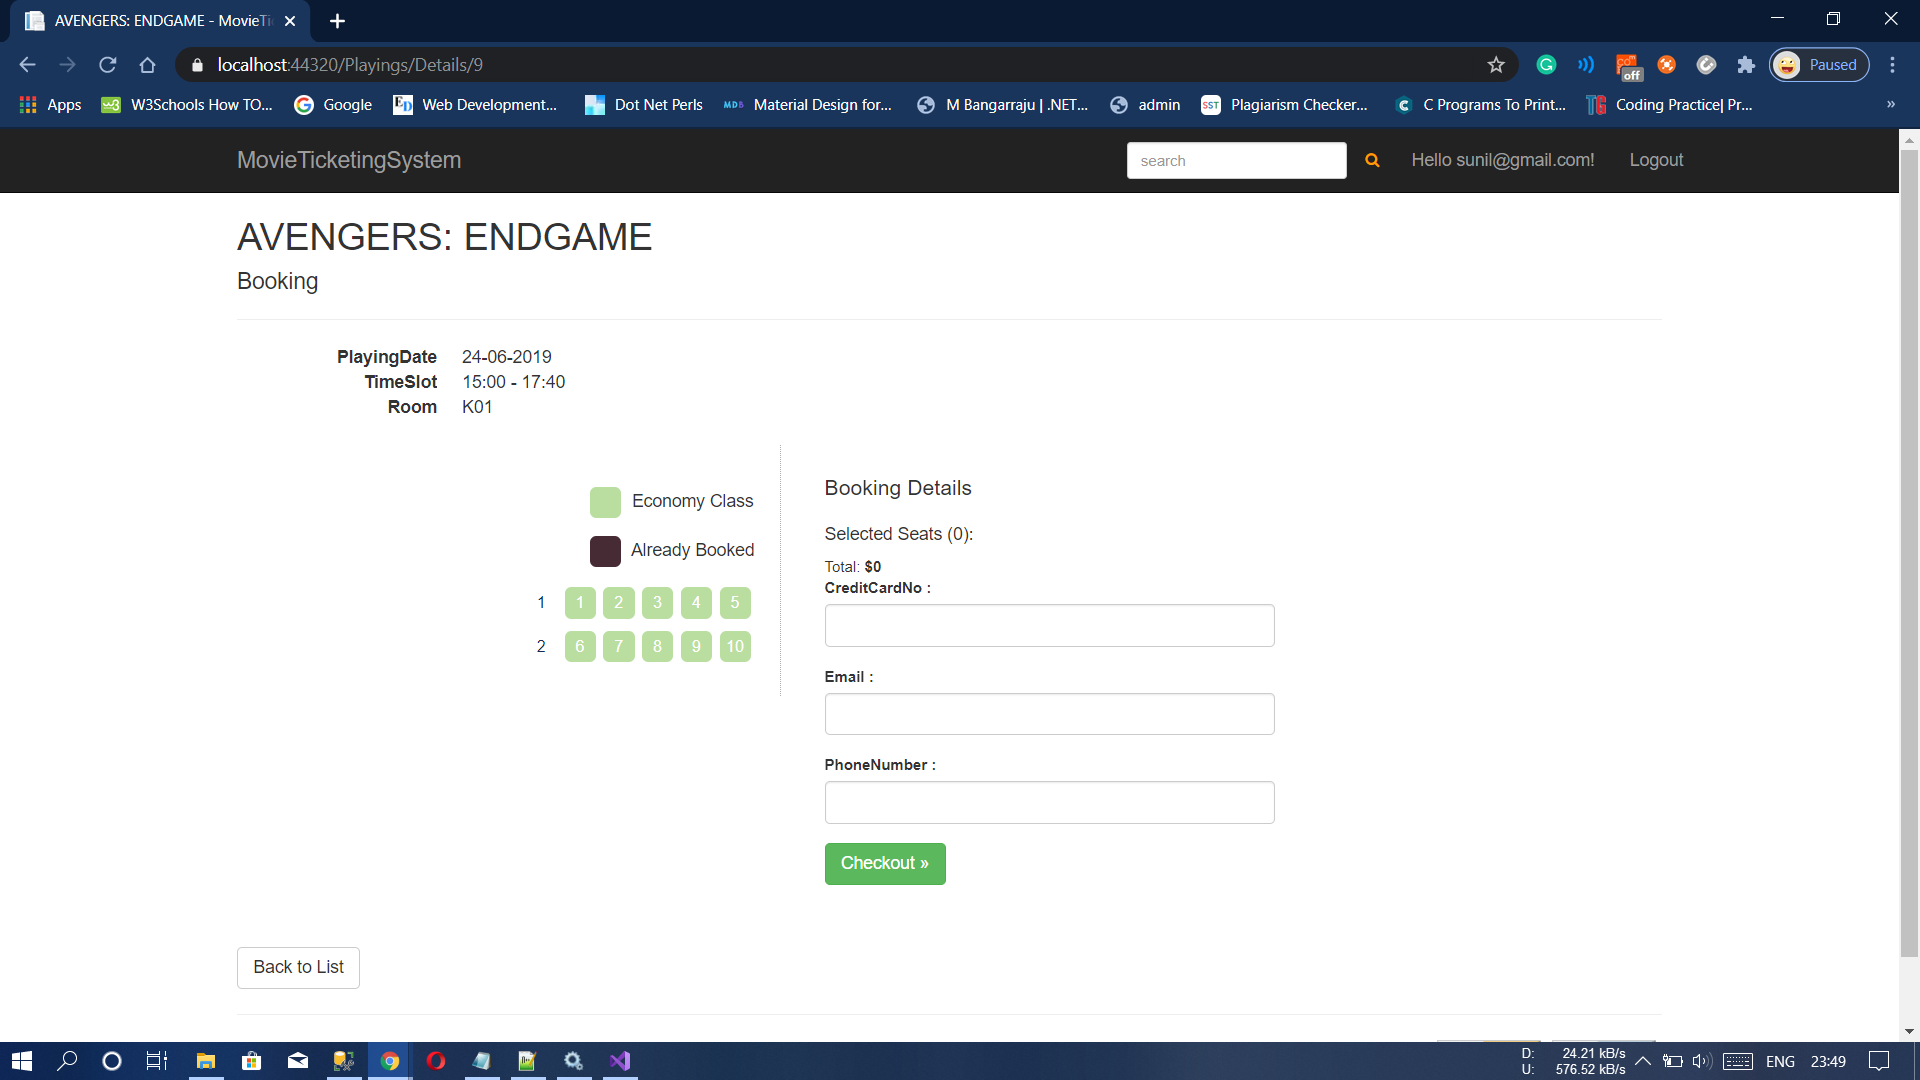 AVENGERS: ENDGAME - MovieTi
localhost:44320/Playings/Details/9
off
Paused
Apps
W3Schools How TO...
Google
Web Development...
Dot Net Perls
MDB Material Design for...
M Bangarraju | .NET...
admin
SST Plagiarism Checker...
C Programs To Print...
TG Coding Practice| Pr...
»
MovieTicketingSystem
search
Hello sunil@gmail.com!
Logout
AVENGERS: ENDGAME
Booking
PlayingDate 24-06-2019
TimeSlot 15:00 - 17:40
Room K01
Economy Class
Already Booked
1 1 2 3 4 5
2 6 7 8 9 10
Booking Details
Selected Seats (0):
Total: $0
CreditCardNo :
Email :
PhoneNumber :
Checkout »
Back to List
D: 24.21 kB/s
U: 576.52 kB/s
ENG
23:49